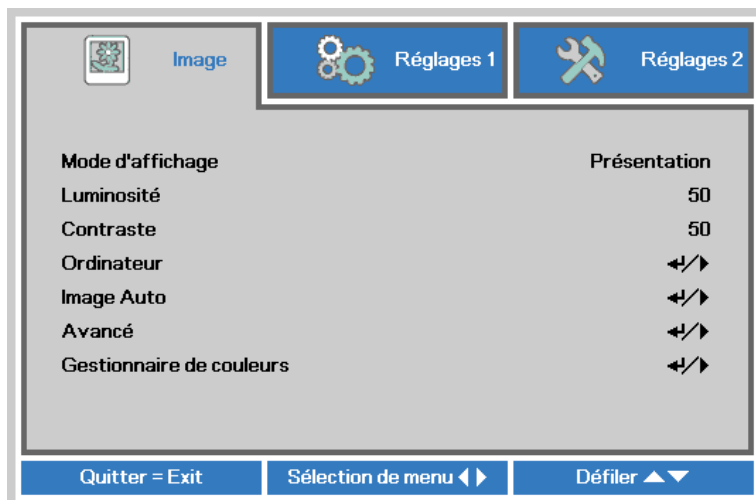 Image Réglages 1 Réglages 2
Mode d'affichage Présentation
Luminosité 50
Contraste 50
Ordinateur
Image Auto
Avancé
Gestionnaire de couleurs
Quitter = Exit Sélection de menu Défiler